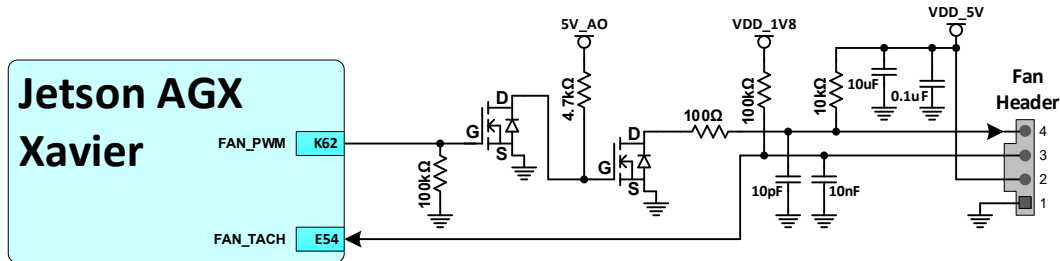 Jetson AGX
Xavier
FAN_PWM
K62
FAN_TACH
E54
100kΩ
G
D
S
5V_AO
4.7kΩ
G
D
S
100Ω
VDD_1V8
100kΩ
10pF
10nF
10kΩ
10uF
0.1uF
VDD_5V
Fan
Header
4
3
2
1